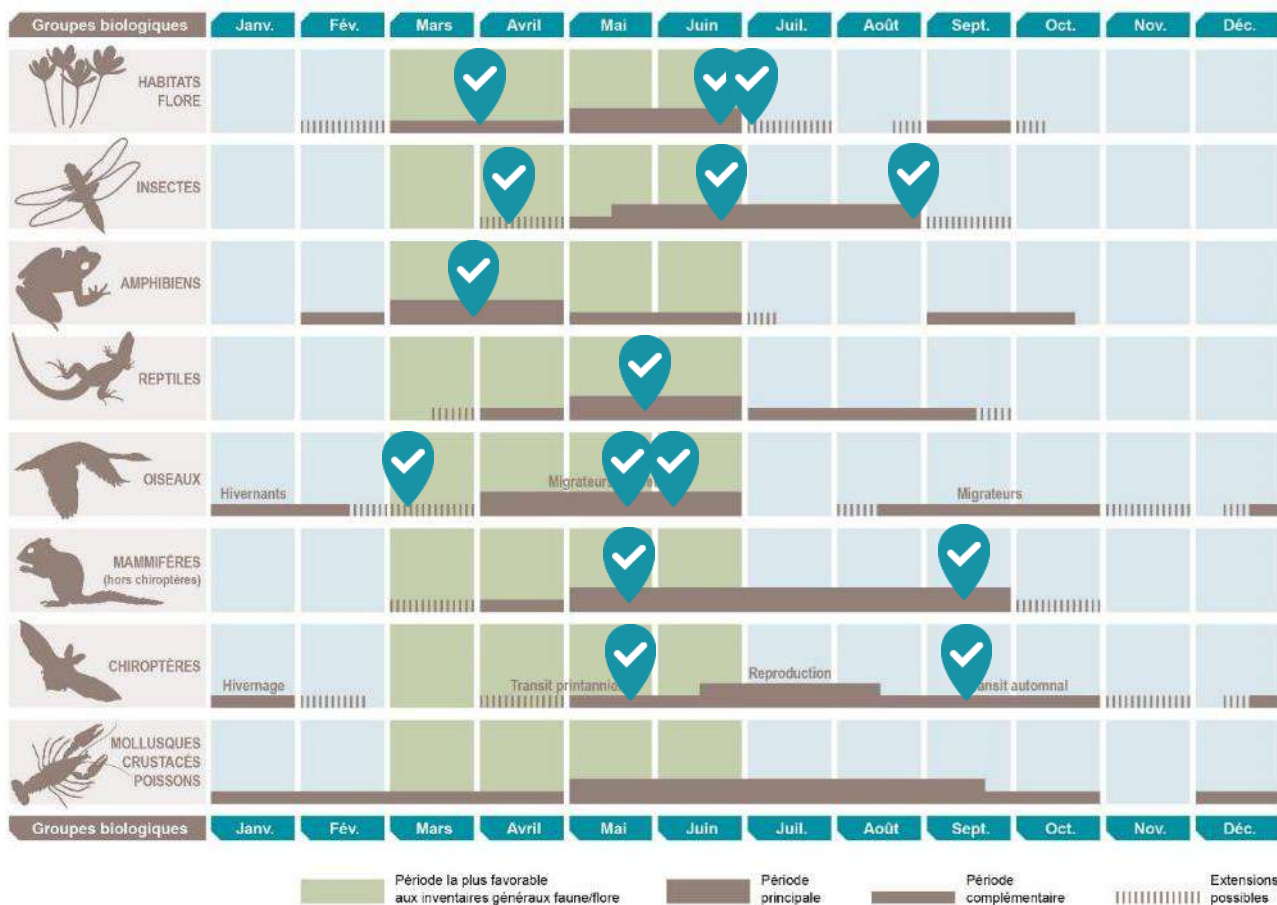 Groupes biologiques Janv. Fév. Mars Avril Mai Juin Juil. Août Sept. Oct. Nov. Déc.
HABITATS
FLORE
INSECTES
AMPHIBIENS
REPTILES
OISEAUX
Hivernants
Migrateurs
Migrateurs
MAMMIFÈRES
(hors chiroptères)
CHIROPTÈRES
Hivernage
Transit printannie
Reproduction
ansit automnal
MOLLUSQUES
CRUSTACÉS
POISSONS
Groupes biologiques Janv. Fév. Mars Avril Mai Juin Juil. Août Sept. Oct. Nov. Déc.
Période la plus favorable
aux inventaires généraux faune/flore
Période
principale
Période
complémentaire
Extensions
possibles